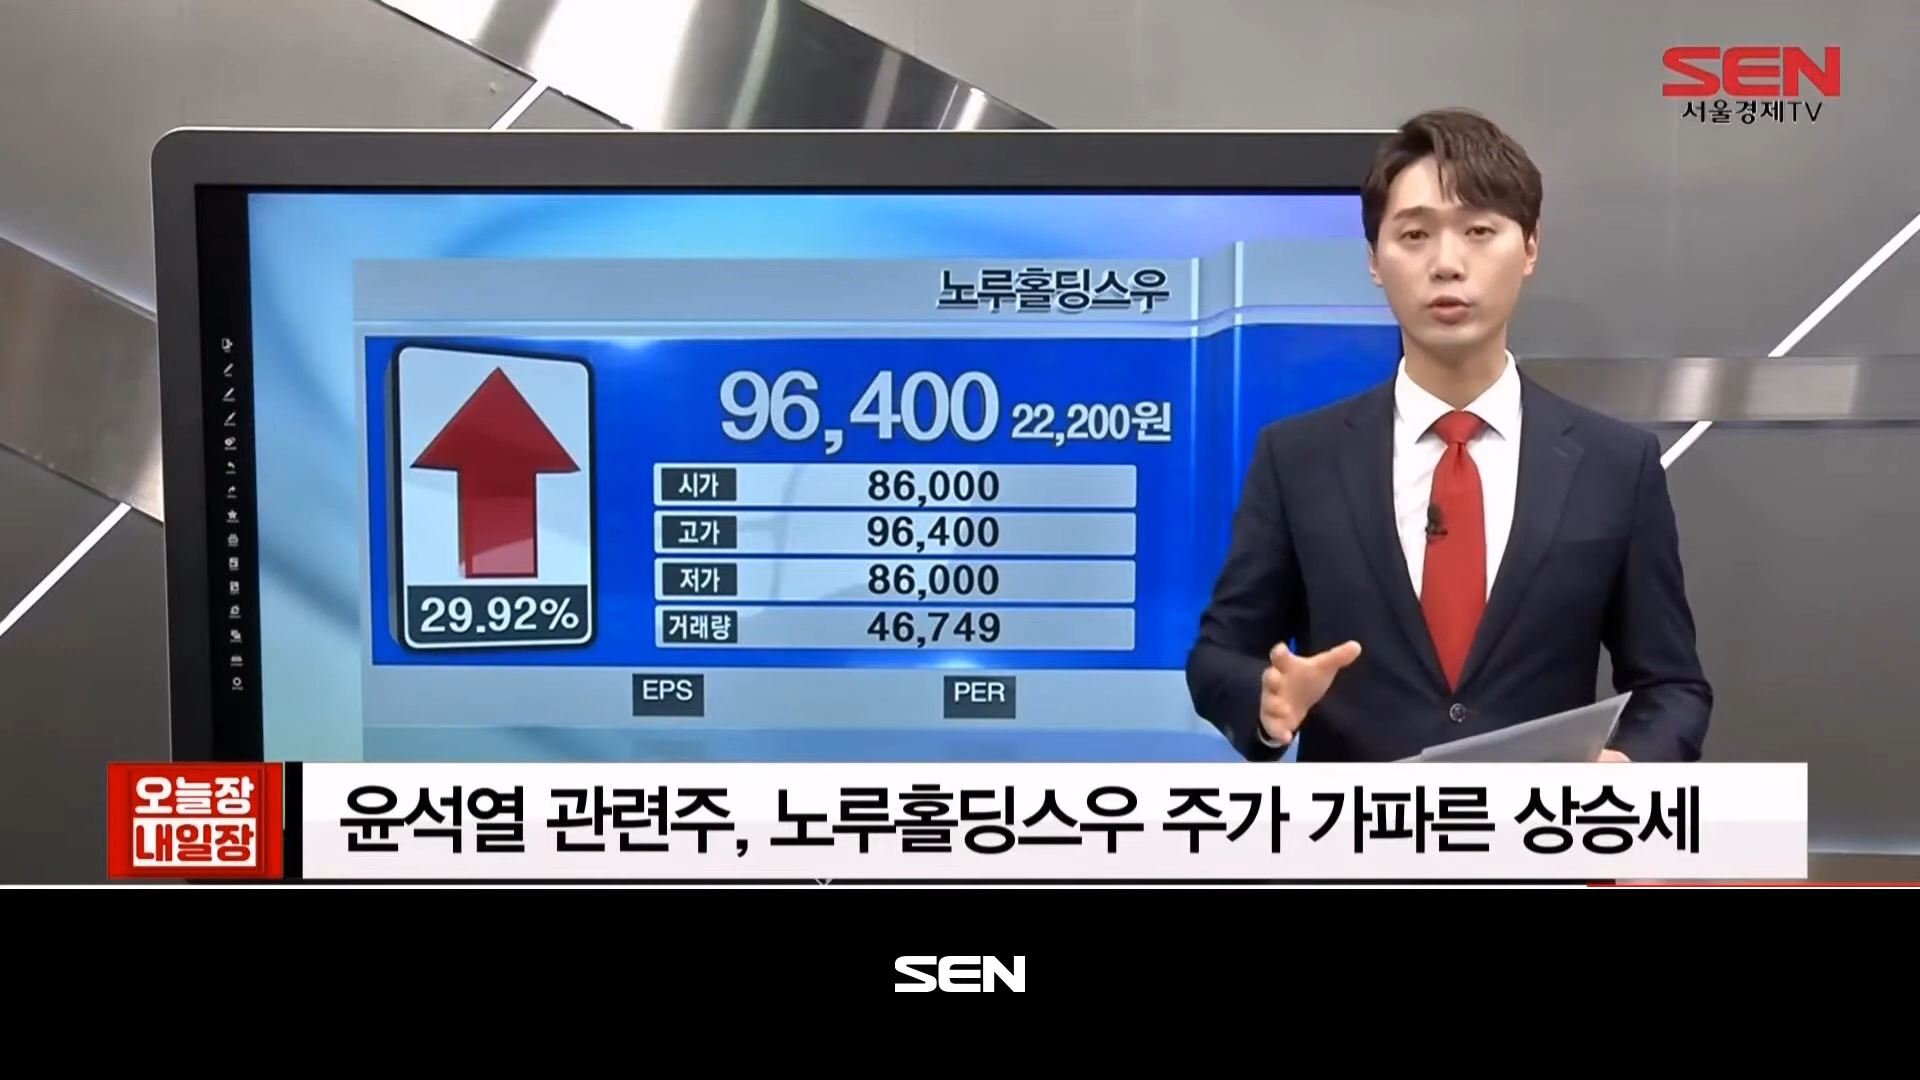 SEN
서울경제TV
노루홀딩스우
96,400 22,200원
시가 86,000
고가 96,400
저가 86,000
거래량 46,749
29.92%
EPS PER
오늘장
내일장
윤석열 관련주, 노루홀딩스우 주가 가파른 상승세
SEN